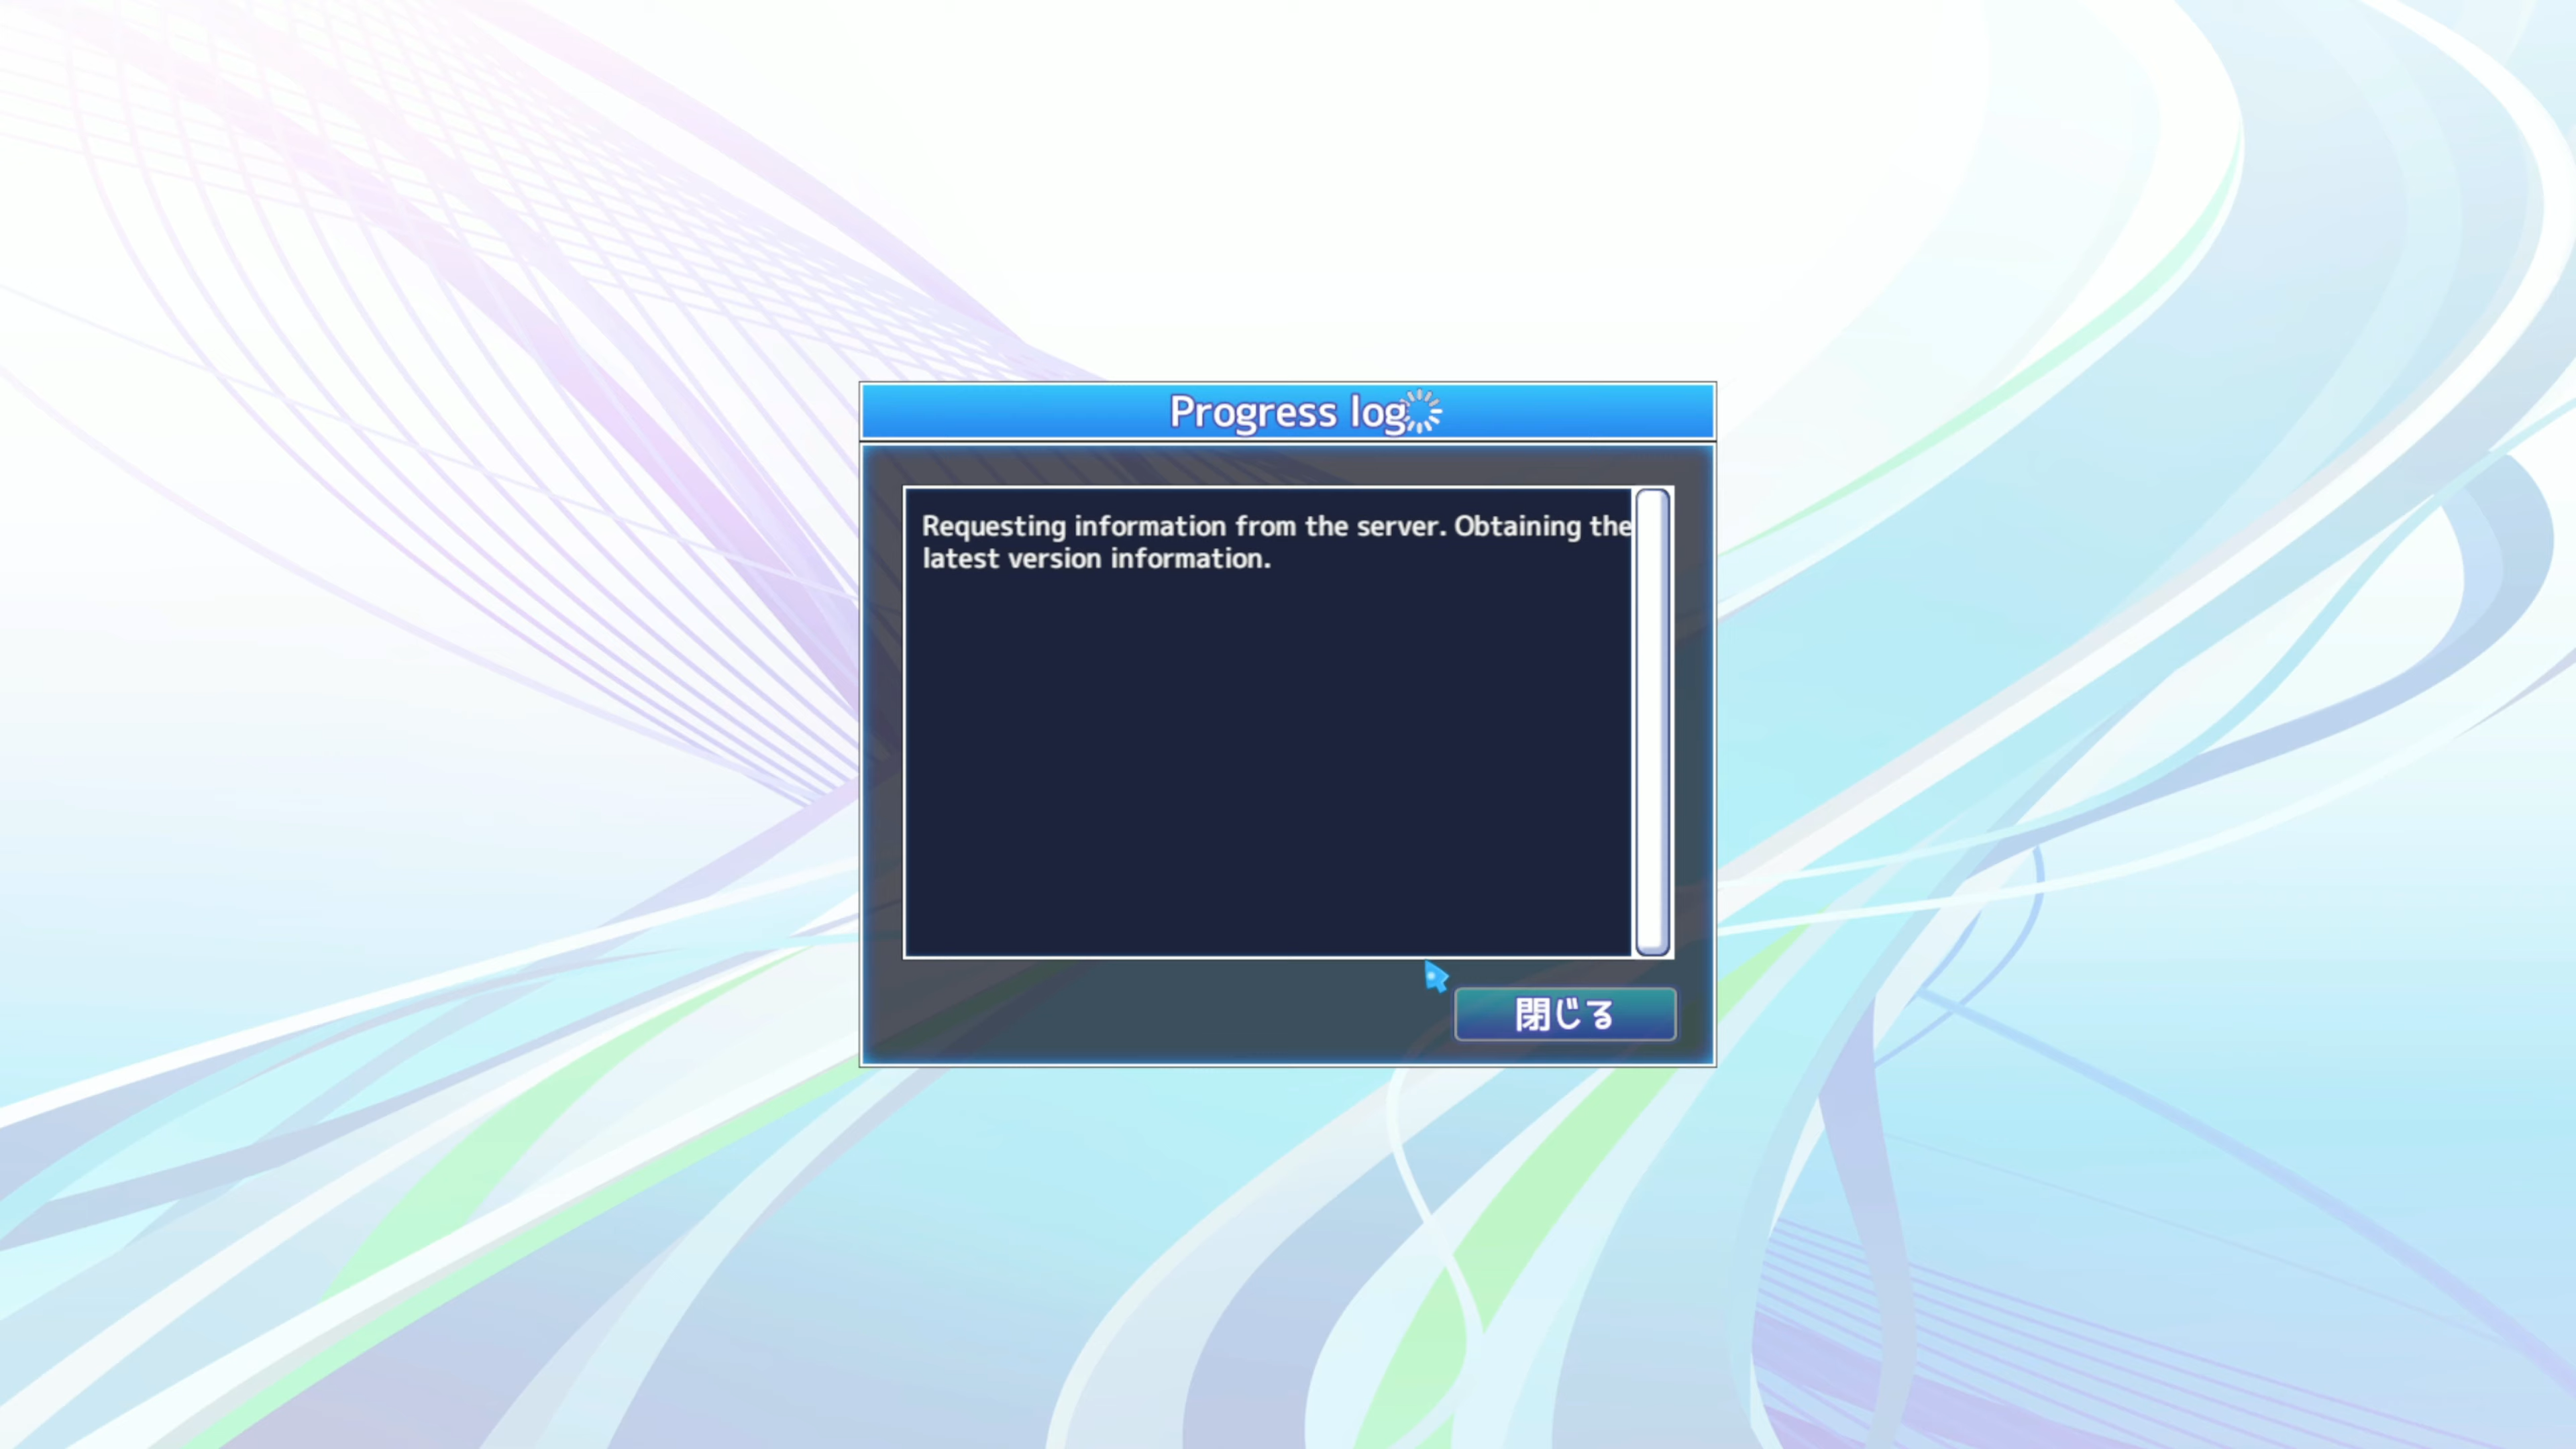 Progress log
Requesting information from the server. Obtaining the
latest version information.
閉じる